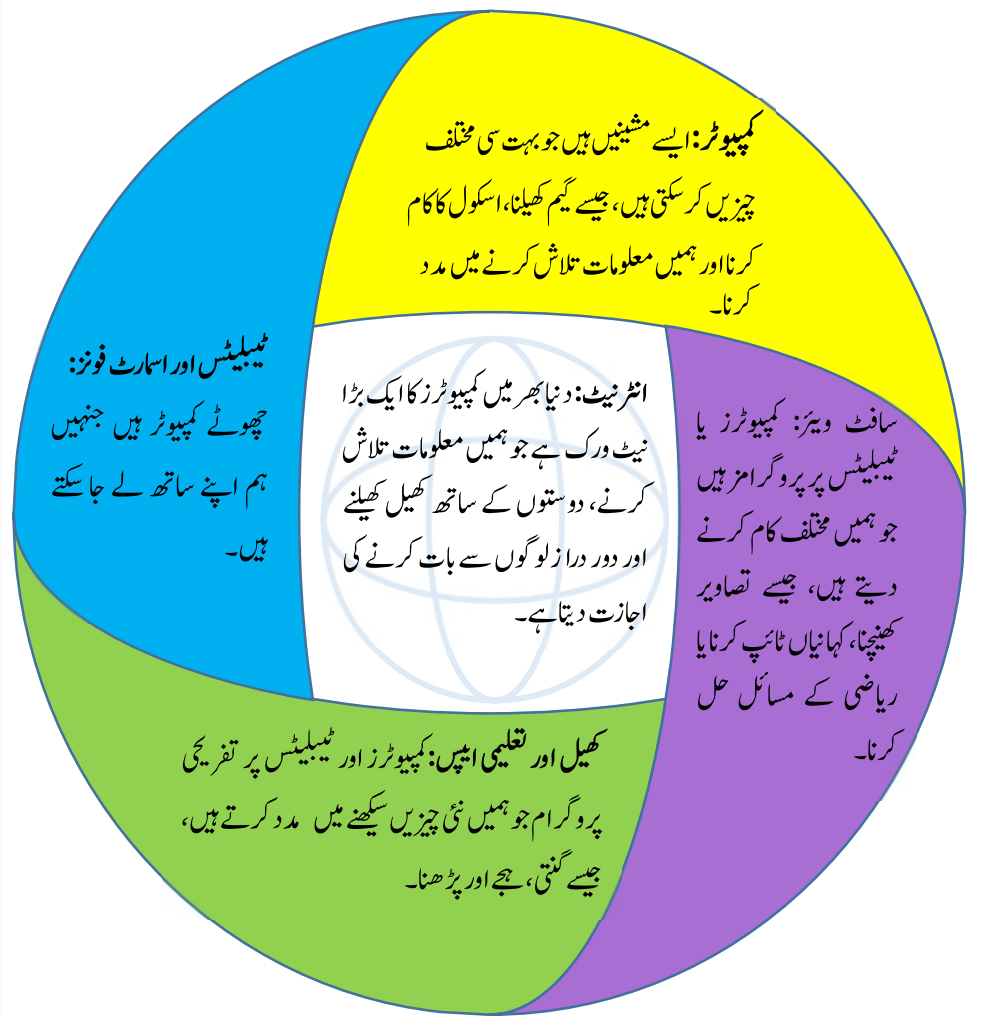 کمپیوٹر: ایسے مشینیں ہیں جو بہت سی مختلف
چیزیں کر سکتی ہیں، جیسے گیم کھیلنا، اسکول کا کام
کرنا اور ہمیں معلومات تلاش کرنے میں مدد
کرنا۔
سافٹ ویئر: کمپیوٹرز یا
ٹیبلیٹس پر پروگرامز ہیں
جو ہمیں مختلف کام کرنے
دیتے ہیں، جیسے تصاویر
کھینچنا، کہانیاں ٹائپ کرنا یا
ریاضی کے مسائل حل
کرنا۔
انٹرنیٹ: دنیا بھر میں کمپیوٹرز کا ایک بڑا
نیٹ ورک ہے جو ہمیں معلومات تلاش
کرنے، دوستوں کے ساتھ کھیل کھیلنے
اور دور دراز لوگوں سے بات کرنے کی
اجازت دیتا ہے۔
ٹیبلیٹس اور اسمارٹ فونز:
چھوٹے کمپیوٹر ہیں جنہیں
ہم اپنے ساتھ لے جا سکتے
ہیں۔
کھیل اور تعلیمی ایپس: کمپیوٹرز اور ٹیبلیٹس پر تفریحی
پروگرام جو ہمیں نئی چیزیں سیکھنے میں مدد کرتے ہیں،
جیسے گنتی، ہجے اور پڑھنا۔